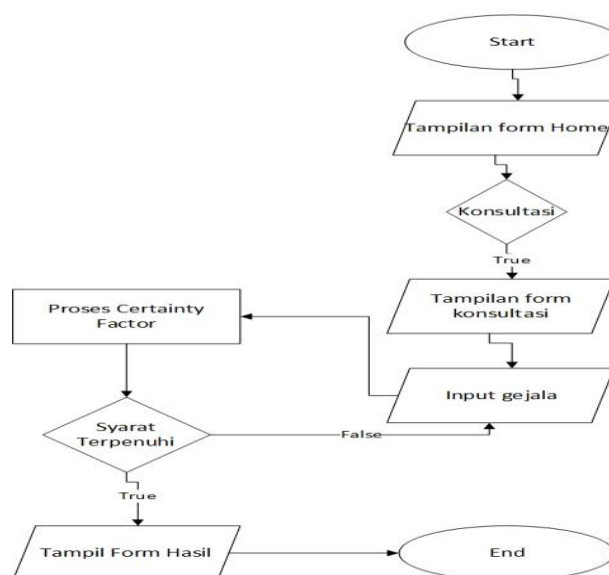 Start
Tampilan form Home
Konsultasi
True
Tampilan form
konsultasi
Input gejala
Proses Certainty
Factor
Syarat
Terpenuhi
False
True
Tampil Form Hasil
End